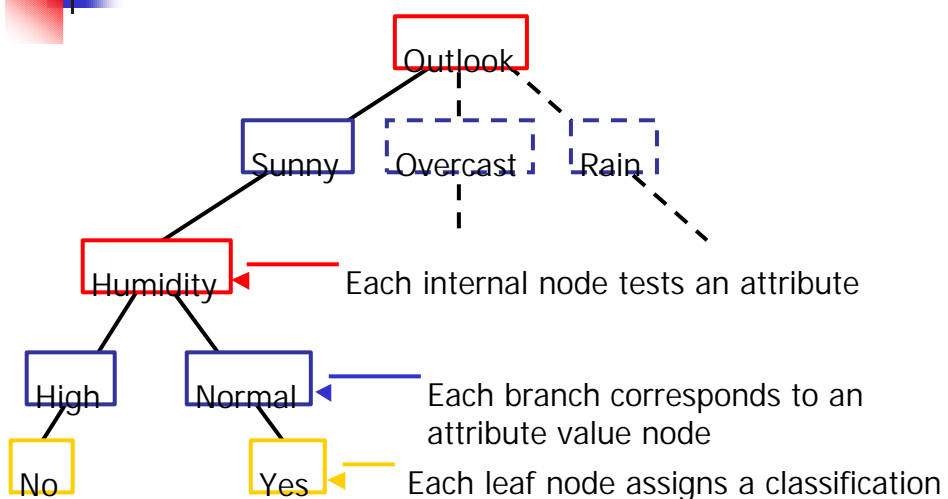 Outlook
Sunny
Overcast
Rain
Humidity
Each internal node tests an attribute
High
Normal
Each branch corresponds to an
attribute value node
No
Yes
Each leaf node assigns a classification